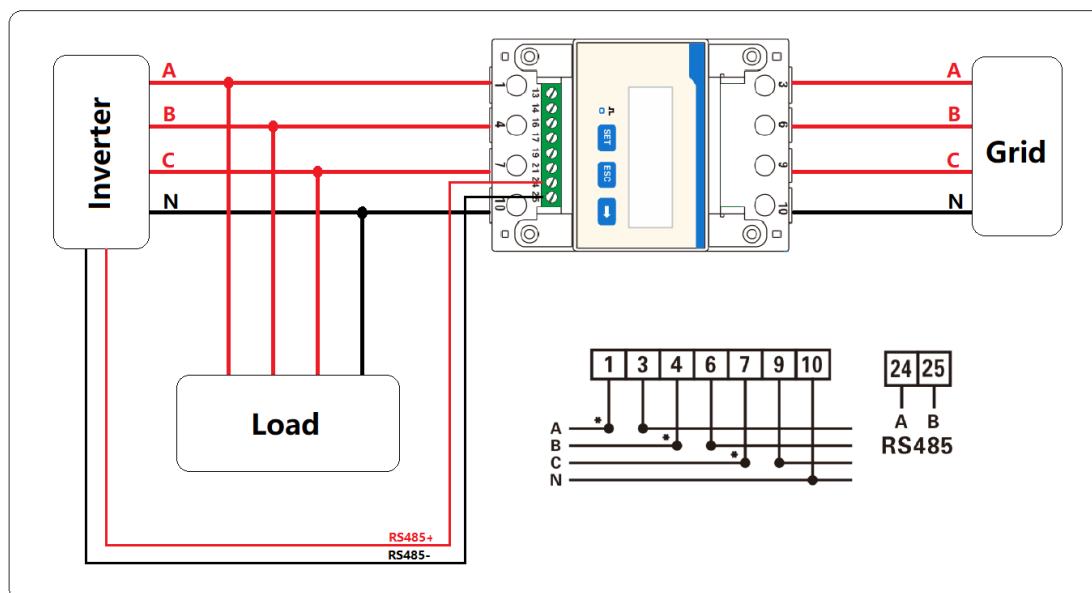 Inverter
A
B
C
N
1
4
7
10
13
14
16
17
19
21
24
25
SET
ESC
3
6
9
10
A
B
C
N
Grid
Load
RS485+
RS485-
1 3 4 6 7 9 10
A *
B *
C *
N
24 25
A B
RS485